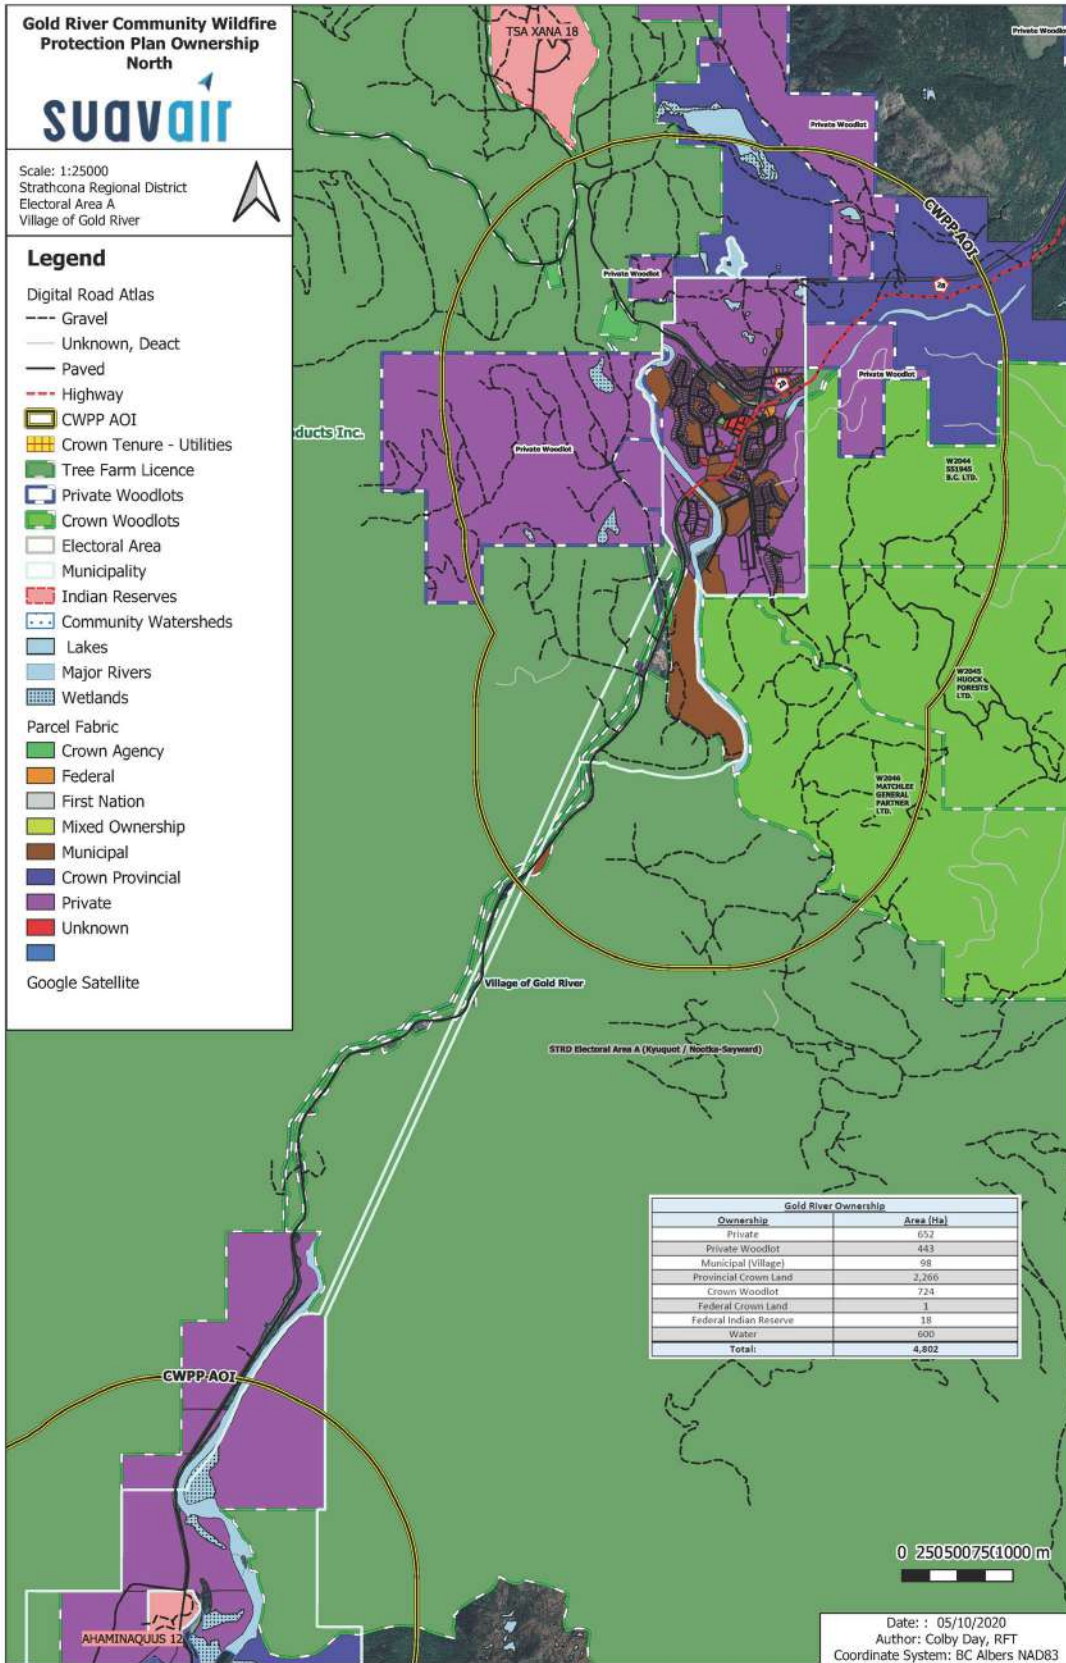 Gold River Community Wildfire
Protection Plan Ownership
North
suavair
Scale: 1:25000
Strathcona Regional District
Electoral Area A
Village of Gold River
Legend
Digital Road Atlas
Gravel
Unknown, Deact
Paved
Highway
CWPP AOI
Crown Tenure - Utilities
Tree Farm Licence
Private Woodlots
Crown Woodlots
Electoral Area
Municipality
Indian Reserves
Community Watersheds
Lakes
Major Rivers
Wetlands
Parcel Fabric
Crown Agency
Federal
First Nation
Mixed Ownership
Municipal
Crown Provincial
Private
Unknown
Google Satellite
TSA XANA 18
Private Woodlot
Private Woodlot
CWPP-AOI
28
Private Woodlot
28
Private Woodlot
oducts Inc.
Private Woodlot
W2044
551945
B.C. LTD.
W2045
HUOCK
FORESTS
LTD.
W2046
MATCHLEE
GENERAL
PARTNER
LTD.
Village of Gold River
STRD Electoral Area A (Kyuquot / Nootka-Sayward)
Gold River Ownership
Ownership Area (Ha)
Private 652
Private Woodlot 443
Municipal (Village) 98
Provincial Crown Land 2,266
Crown Woodlot 724
Federal Crown Land 1
Federal Indian Reserve 18
Water 600
Total: 4,802
CWPP-AOI
AHAMINAQUUS 12
0 2505007501000 m
Date: : 05/10/2020
Author: Colby Day, RFT
Coordinate System: BC Albers NAD83